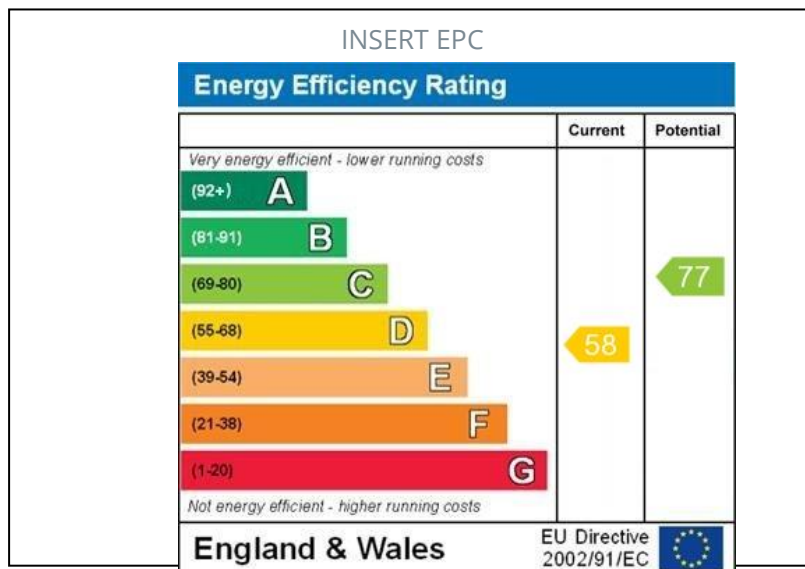 INSERT EPC
Energy Efficiency Rating
Current Potential
Very energy efficient - lower running costs
(92+) A
(81-91) B
(69-80) C
77
(55-68) D
58
(39-54) E
(21-38) F
(1-20) G
Not energy efficient - higher running costs
England & Wales
EU Directive
2002/91/EC